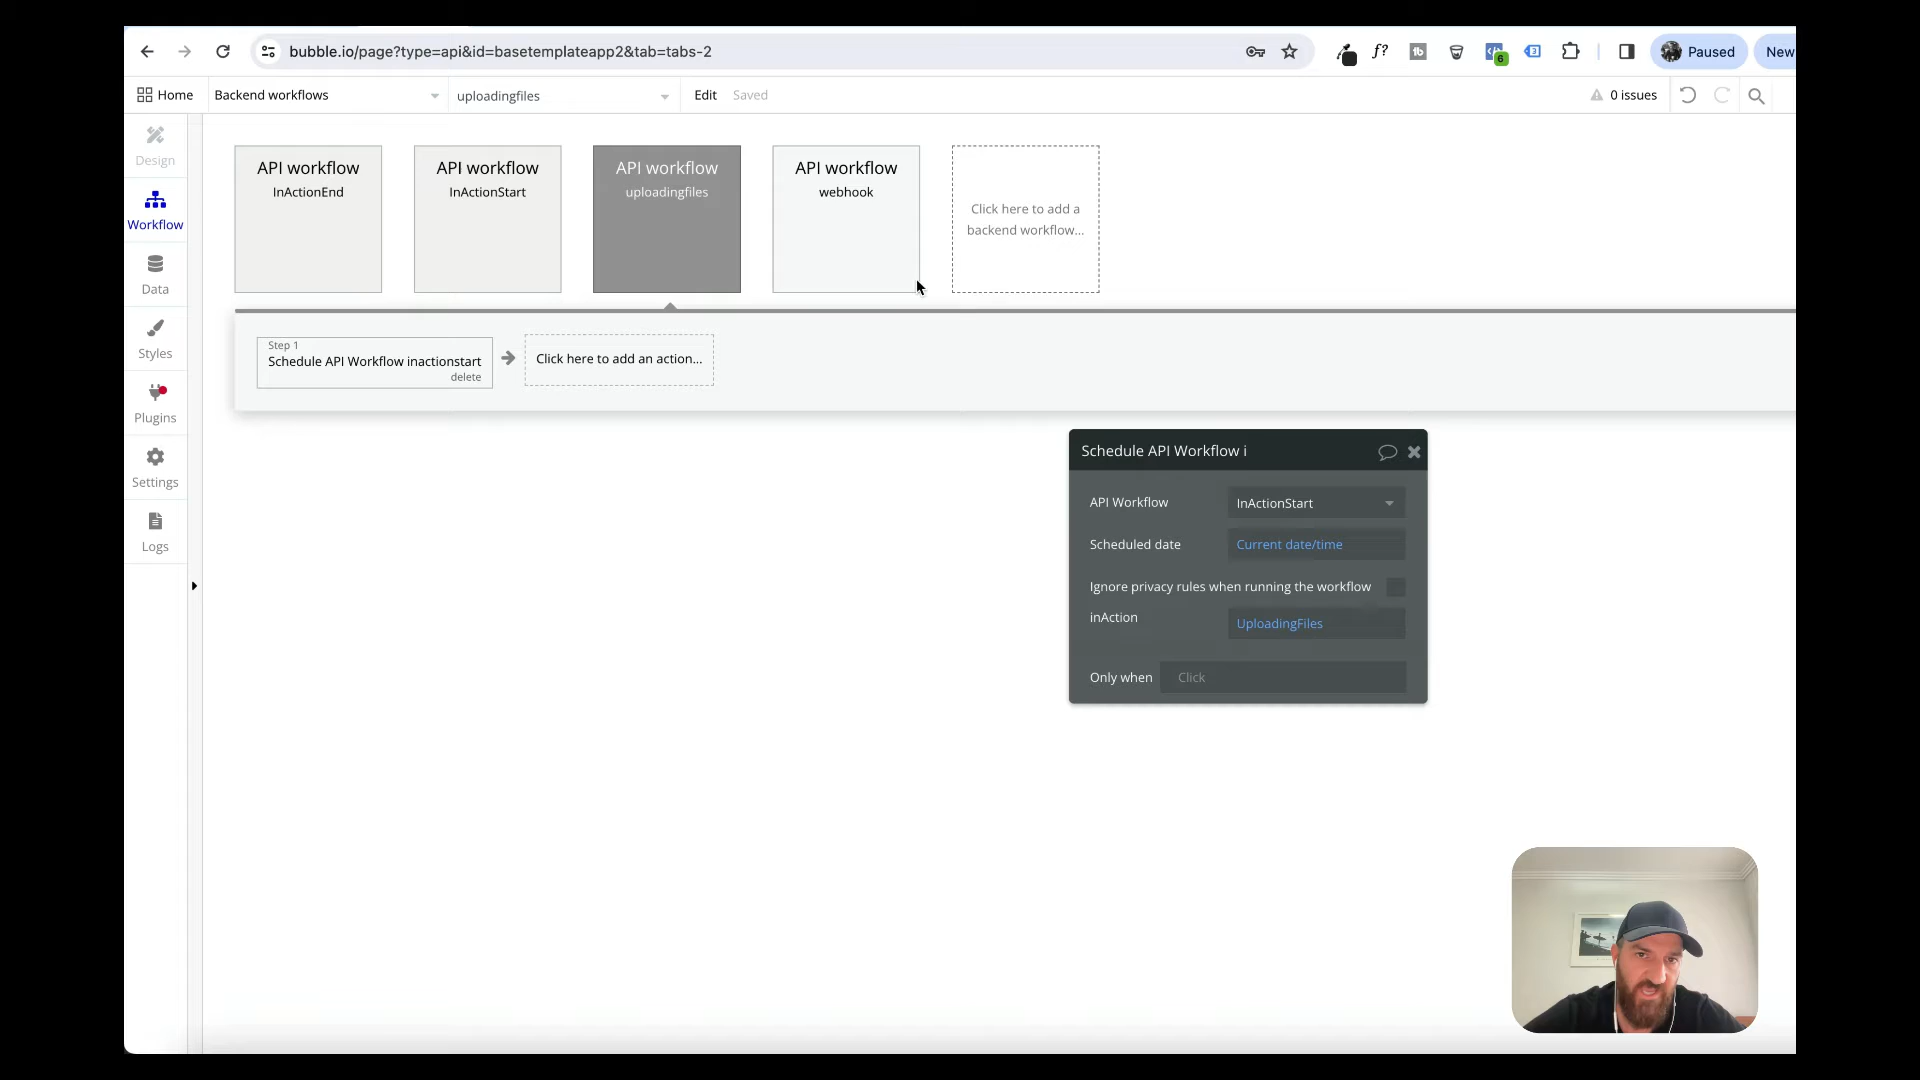 bubble.io/page?type=api&id=basetemplateapp2&tab=tabs-2
f?
tb
6
3
Paused
New
Home
Backend workflows
uploadingfiles
Edit
Saved
0 issues
Design
Workflow
Data
Styles
Plugins
Settings
Logs
API workflow
InActionEnd
API workflow
InActionStart
API workflow
uploadingfiles
API workflow
webhook
Click here to add a
backend workflow...
Step 1
Schedule API Workflow inactionstart
delete
Click here to add an action...
Schedule API Workflow i
API Workflow
InActionStart
Scheduled date
Current date/time
Ignore privacy rules when running the workflow
inAction
UploadingFiles
Only when
Click